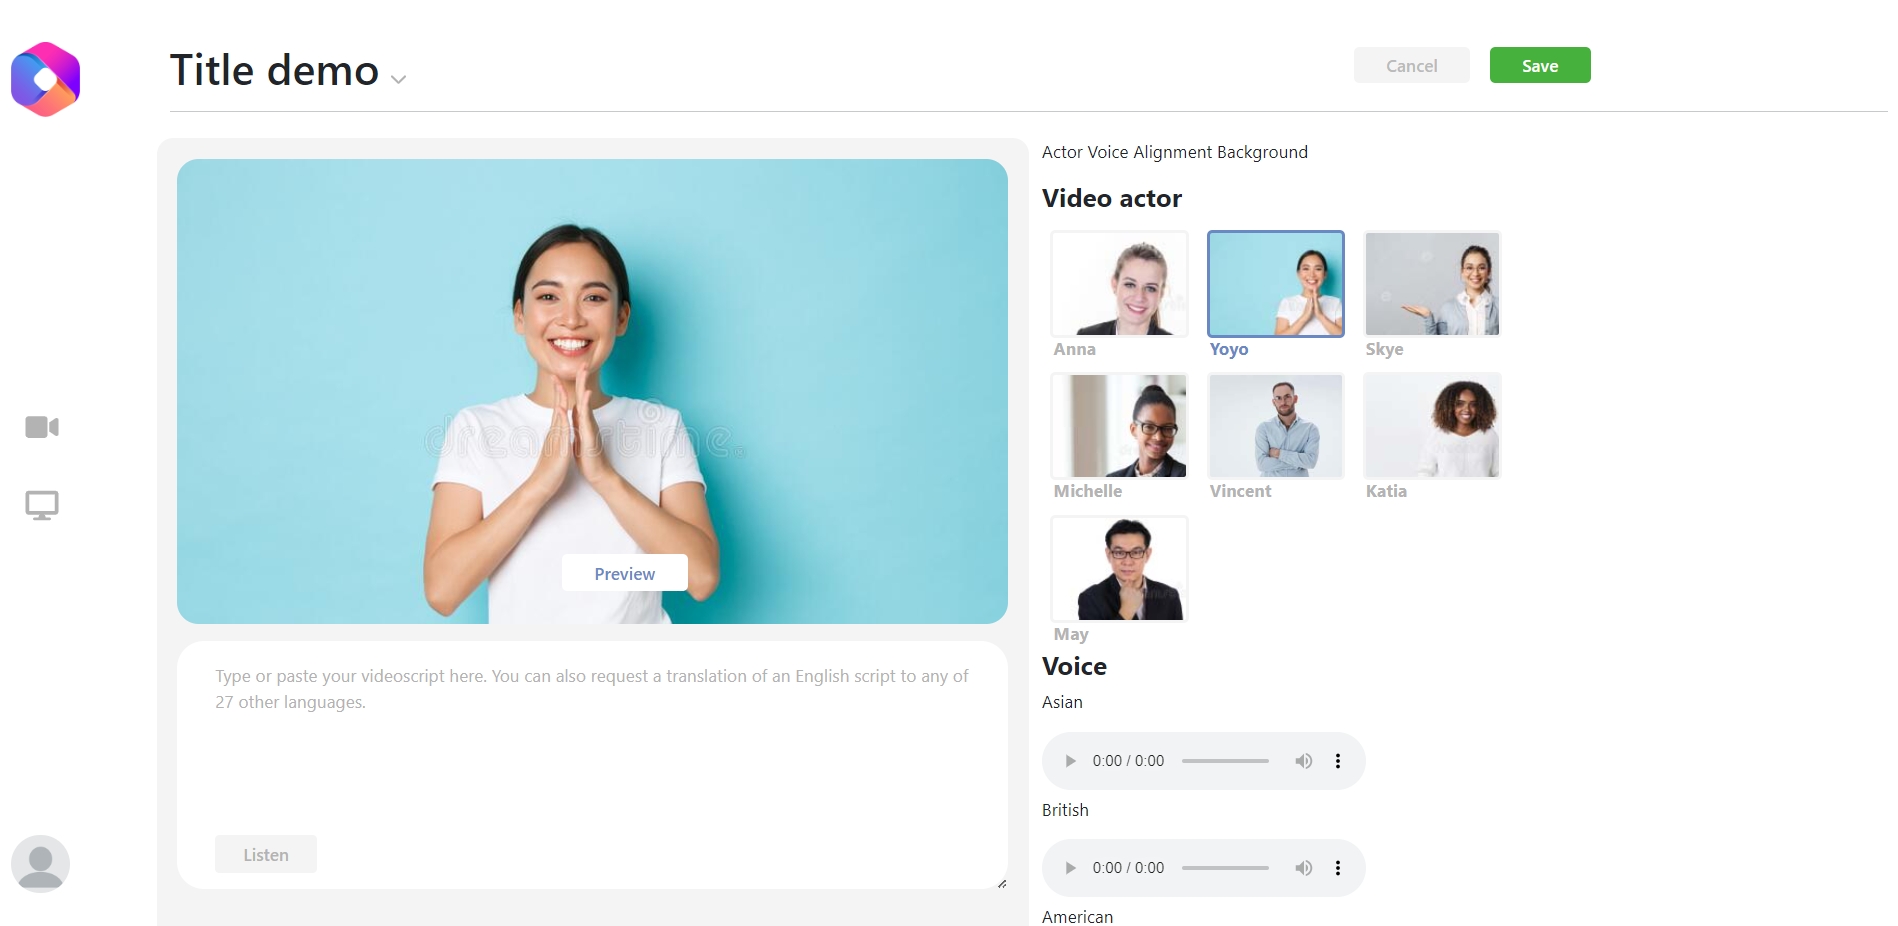 Title demo
Cancel
Save
dreamstime.
Preview
Type or paste your videoscript here. You can also request a translation of an English script to any of
27 other languages.
Listen
Actor Voice Alignment Background
Video actor
Anna
Yoyo
Skye
Michelle
Vincent
Katia
May
Voice
Asian
0:00 / 0:00
British
0:00 / 0:00
American